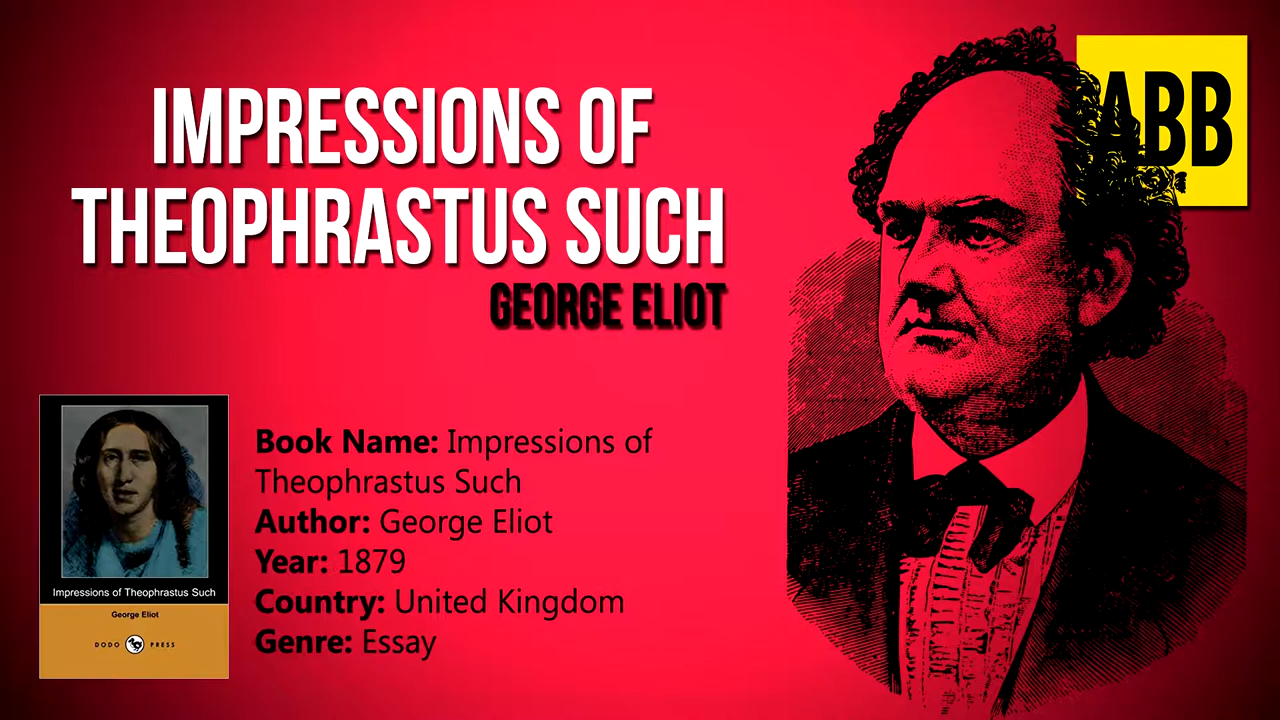 IMPRESSIONS OF
THEOPHRASTUS SUCH
GEORGE ELIOT
ABB
Book Name: Impressions of
Theophrastus Such
Author: George Eliot
Year: 1879
Country: United Kingdom
Genre: Essay
Impressions of Theophrastus Such
George Eliot
DODO PRESS